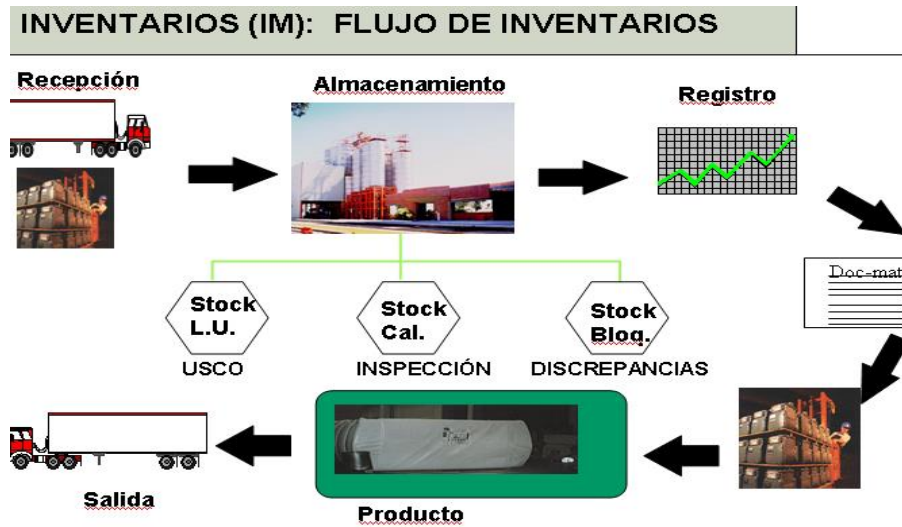 INVENTARIOS (IM): FLUJO DE INVENTARIOS
Recepción
Almacenamiento
Registro
Doc-mat
Stock
L.U.
Stock
Cal.
Stock
Bloq.
USCO
INSPECCIÓN
DISCREPANCIAS
Salida
Producto